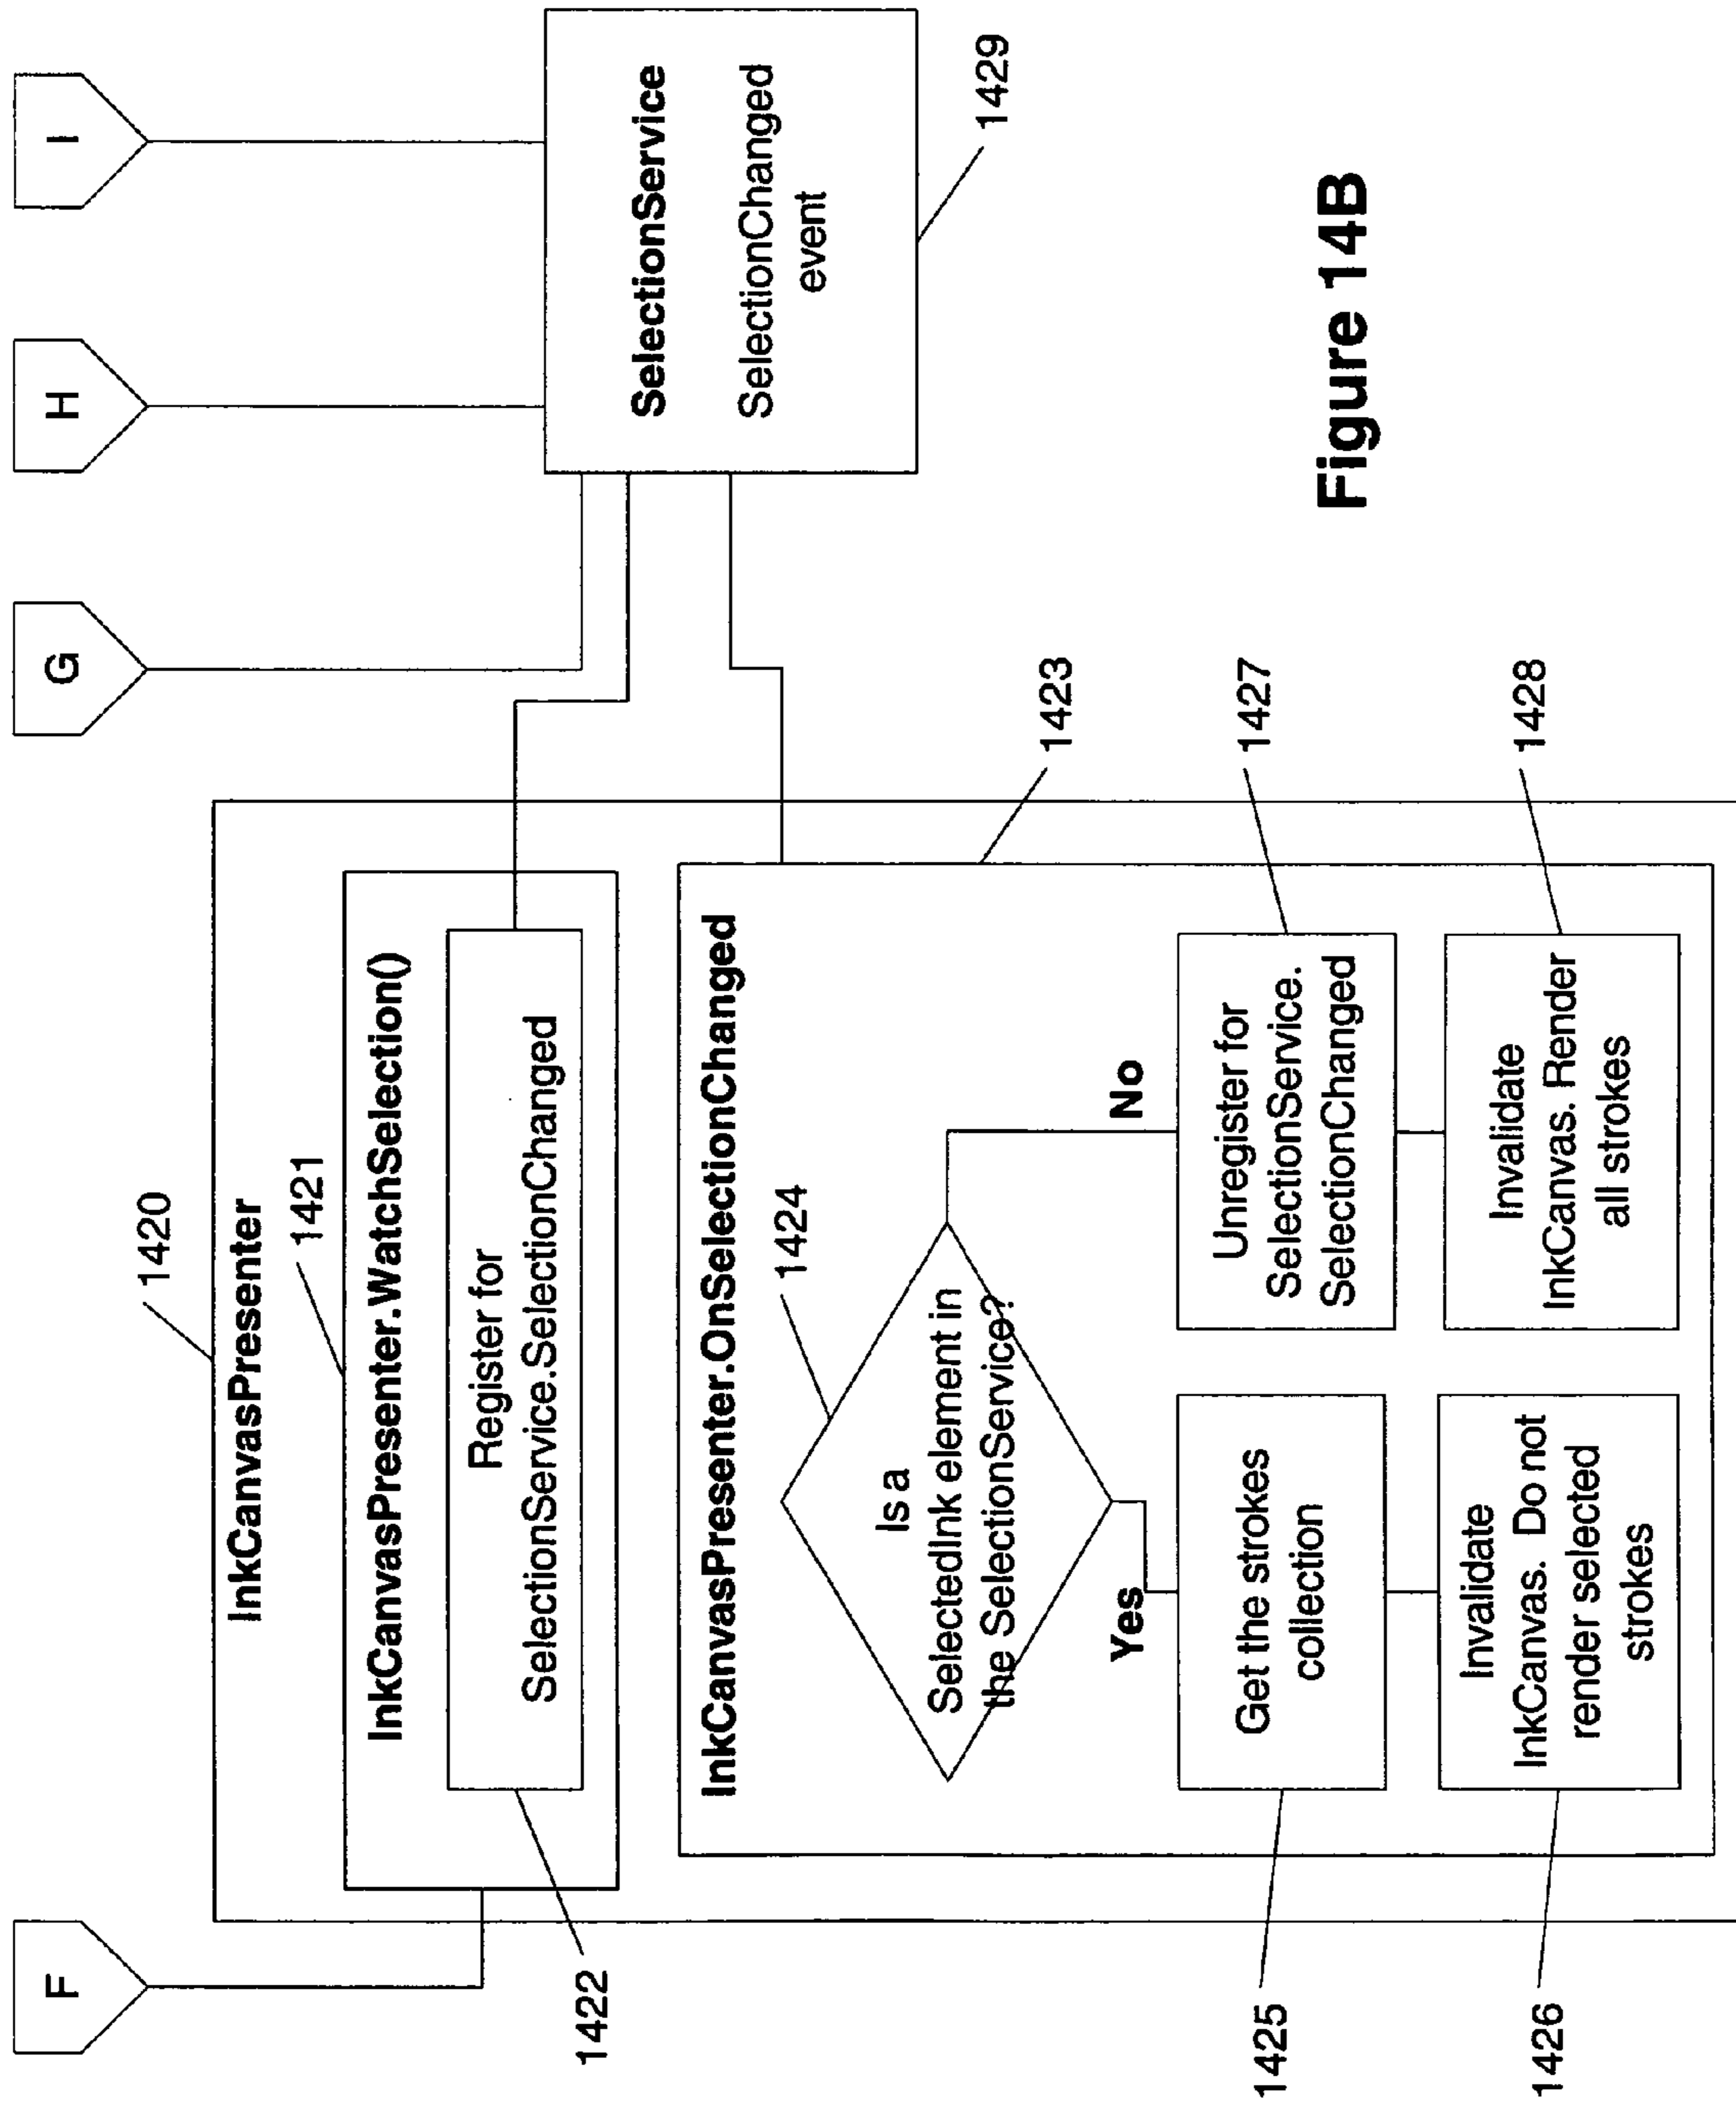 F
G
H
I
1420
InkCanvasPresenter
1421
InkCanvasPresenter.WatchSelection()
Register for
SelectionService.SelectionChanged
1422
SelectionService
SelectionChanged
event
1429
InkCanvasPresenter.OnSelectionChanged
1423
1424
Is a
SelectedInk element in
the SelectionService?
Yes
No
Get the strokes
collection
1425
Unregister for
SelectionService.
SelectionChanged
1427
Invalidate
InkCanvas. Do not
render selected
strokes
1426
Invalidate
InkCanvas. Render
all strokes
1428
Figure 14B